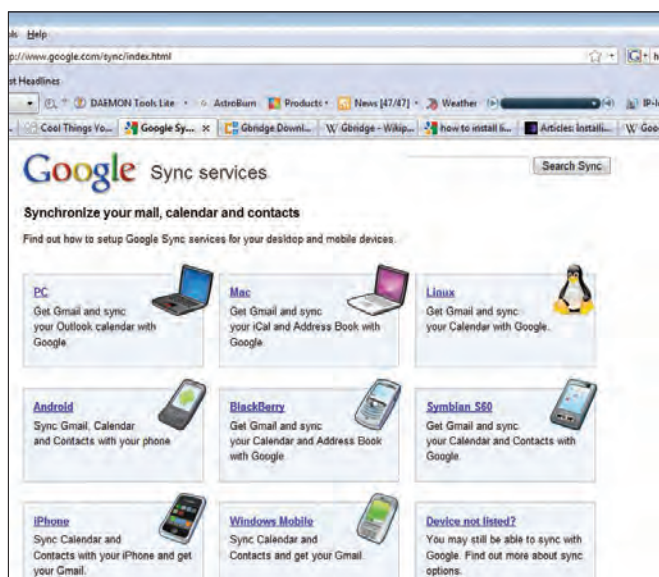 Help
p://www.google.com/sync/index.html
st Headlines
DAEMON Tools Lite AstroBurn Products News [47/47] Weather
Cool Things Yo... Google Sy... Gbridge Downl... Gbridge - Wikip... how to install li... Articles: Installi...
Google Sync services
Search Sync
Synchronize your mail, calendar and contacts
Find out how to setup Google Sync services for your desktop and mobile devices.
PC
Get Gmail and sync
your Outlook calendar with
Google.
Mac
Get Gmail and sync
your iCal and Address Book with
Google.
Linux
Get Gmail and sync
your Calendar with Google.
Android
Sync Gmail, Calendar
and Contacts with your phone
BlackBerry
Get Gmail and sync
your Calendar and Address Book
with Google.
Symbian S60
Get Gmail and sync
your Calendar and Contacts with
Google.
iPhone
Sync Calendar and
Contacts with your iPhone and get
your Gmail.
Windows Mobile
Sync Calendar and
Contacts and get your Gmail.
Device not listed?
You may still be able to sync with
Google. Find out more about sync
options.